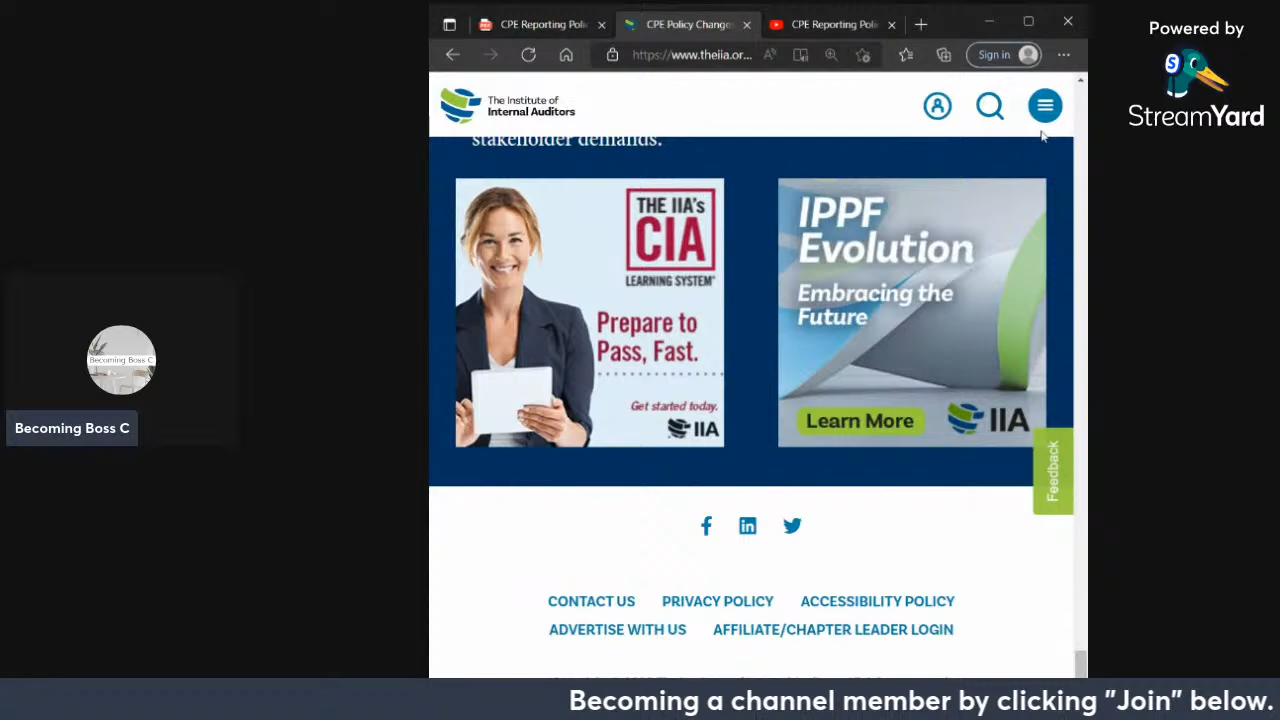 CPE Reporting Poli
CPE Policy Changes
CPE Reporting Poli
https://www.theiia.or...
Sign in
Powered by
StreamYard
The Institute of
Internal Auditors
stakeholder demands.
THE IIA's
CIA
LEARNING SYSTEM
Prepare to
Pass, Fast.
Get started today.
IIA
IPPF
Evolution
Embracing the
Future
Learn More
IIA
Feedback
Becoming Boss C
Becoming Boss C
CONTACT US PRIVACY POLICY ACCESSIBILITY POLICY
ADVERTISE WITH US AFFILIATE/CHAPTER LEADER LOGIN
Becoming a channel member by clicking "Join" below.